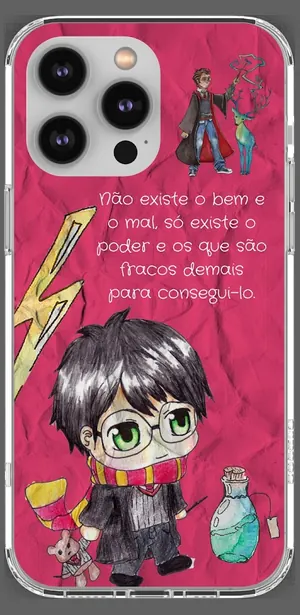 Não existe o bem e
o mal, só existe o
poder e os que são
fracos demais
para consegui-lo.